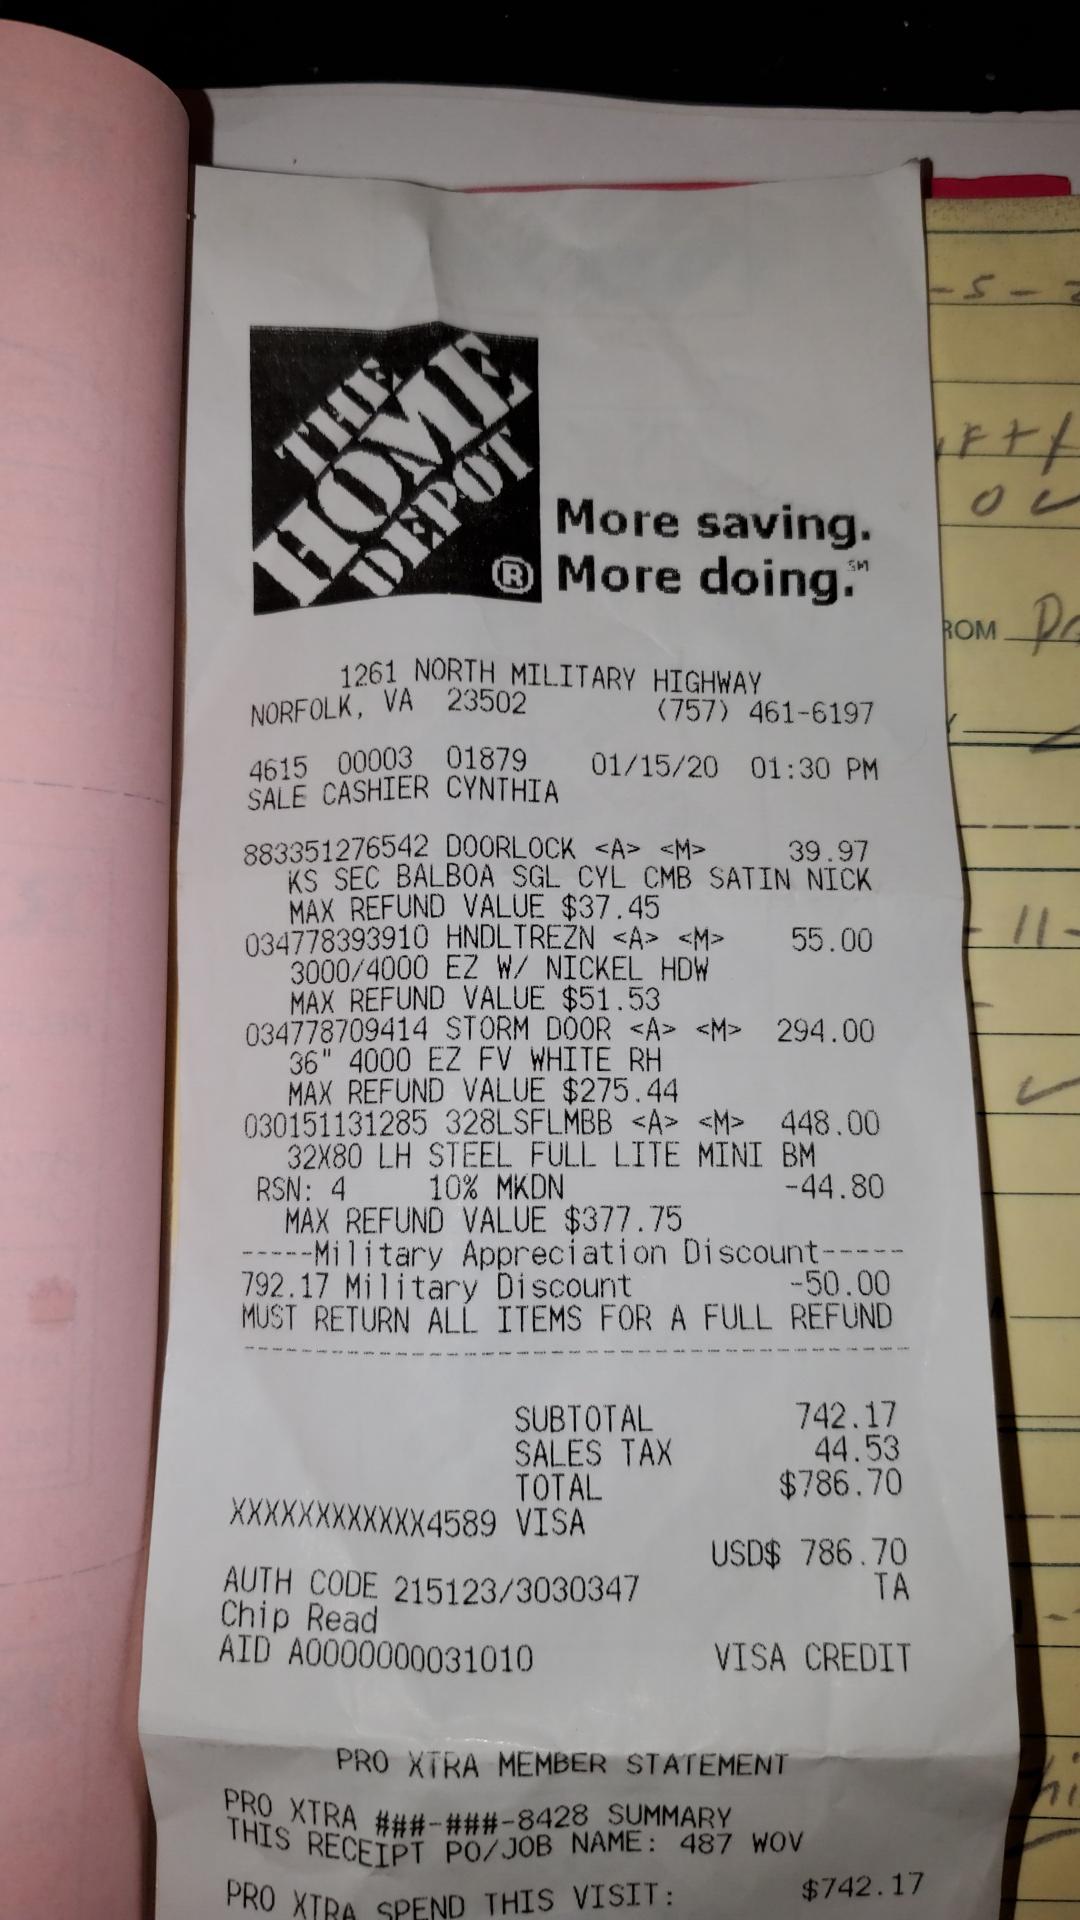 THE
HOME
DEPOT
®
More saving.
More doing.℠
1261 NORTH MILITARY HIGHWAY
NORFOLK, VA 23502 (757) 461-6197
4615 00003 01879 01/15/20 01:30 PM
SALE CASHIER CYNTHIA
883351276542 DOORLOCK <A> <M> 39.97
KS SEC BALBOA SGL CYL CMB SATIN NICK
MAX REFUND VALUE $37.45
034778393910 HNDLTREZN <A> <M> 55.00
3000/4000 EZ W/ NICKEL HDW
MAX REFUND VALUE $51.53
034778709414 STORM DOOR <A> <M> 294.00
36" 4000 EZ FV WHITE RH
MAX REFUND VALUE $275.44
030151131285 328LSFLMBB <A> <M> 448.00
32X80 LH STEEL FULL LITE MINI BM
RSN: 4 10% MKDN -44.80
MAX REFUND VALUE $377.75
-----Military Appreciation Discount-----
792.17 Military Discount -50.00
MUST RETURN ALL ITEMS FOR A FULL REFUND
SUBTOTAL 742.17
SALES TAX 44.53
TOTAL $786.70
XXXXXXXXXXXX4589 VISA
USD$ 786.70
AUTH CODE 215123/3030347 TA
Chip Read
AID A0000000031010 VISA CREDIT
PRO XTRA MEMBER STATEMENT
PRO XTRA ###-###-8428 SUMMARY
THIS RECEIPT PO/JOB NAME: 487 WOV
PRO XTRA SPEND THIS VISIT: $742.17